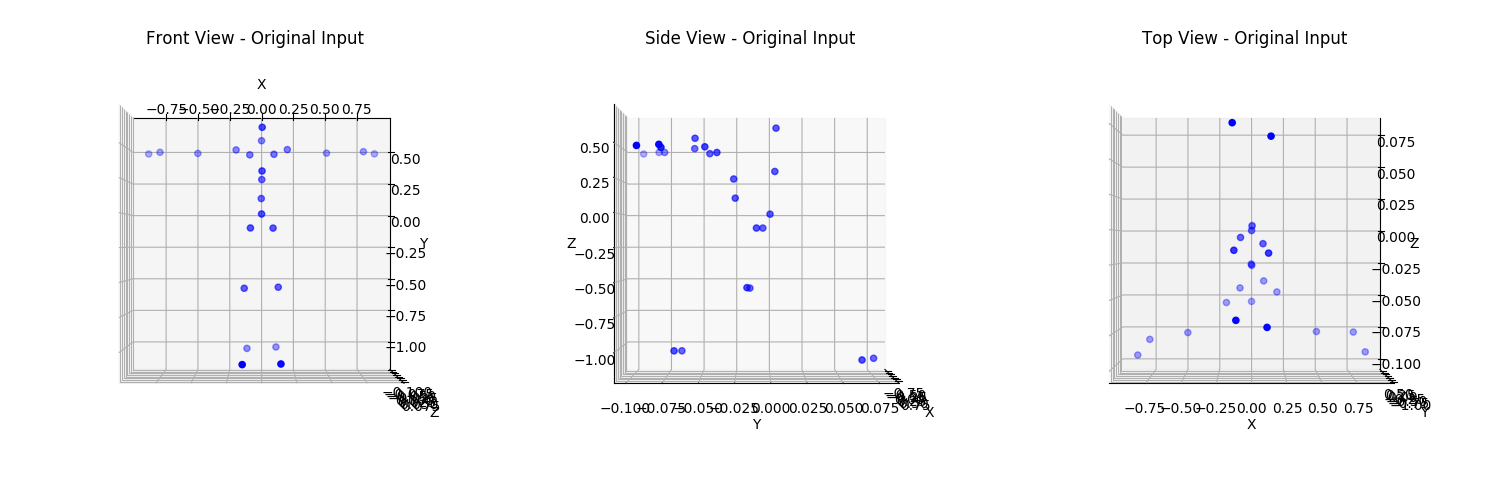 Front View - Original Input
X
−0.75 −0.50 −0.25 0.00 0.25 0.50 0.75
0.50
0.25
0.00
Y
−0.25
−0.50
−0.75
−1.00
Z
Side View - Original Input
0.50
0.25
0.00
Z
−0.25
−0.50
−0.75
−1.00
−0.100 −0.075 −0.050 −0.025 0.000 0.025 0.050 0.075
X
Y
Top View - Original Input
0.075
0.050
0.025
0.000
Z
−0.025
−0.050
−0.075
−0.100
−0.75 −0.50 −0.25 0.00 0.25 0.50 0.75
Y
X